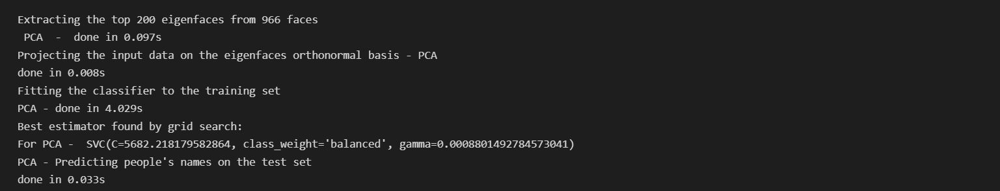 Extracting the top 200 eigenfaces from 966 faces
PCA  -  done in 0.097s
Projecting the input data on the eigenfaces orthonormal basis - PCA
done in 0.008s
Fitting the classifier to the training set
PCA - done in 4.029s
Best estimator found by grid search:
For PCA -  SVC(C=5682.218179582864, class_weight='balanced', gamma=0.0008801492784573041)
PCA - Predicting people's names on the test set
done in 0.033s